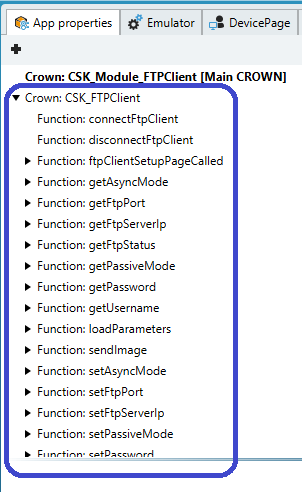 App properties Emulator DevicePage
Crown: CSK_Module_FTPClient [Main CROWN]
Crown: CSK_FTPClient
Function: connectFtpClient
Function: disconnectFtpClient
Function: ftpClientSetupPageCalled
Function: getAsyncMode
Function: getFtpPort
Function: getFtpServerIp
Function: getFtpStatus
Function: getPassiveMode
Function: getPassword
Function: getUsername
Function: loadParameters
Function: sendImage
Function: setAsyncMode
Function: setFtpPort
Function: setFtpServerIp
Function: setPassiveMode
Function: setPassword